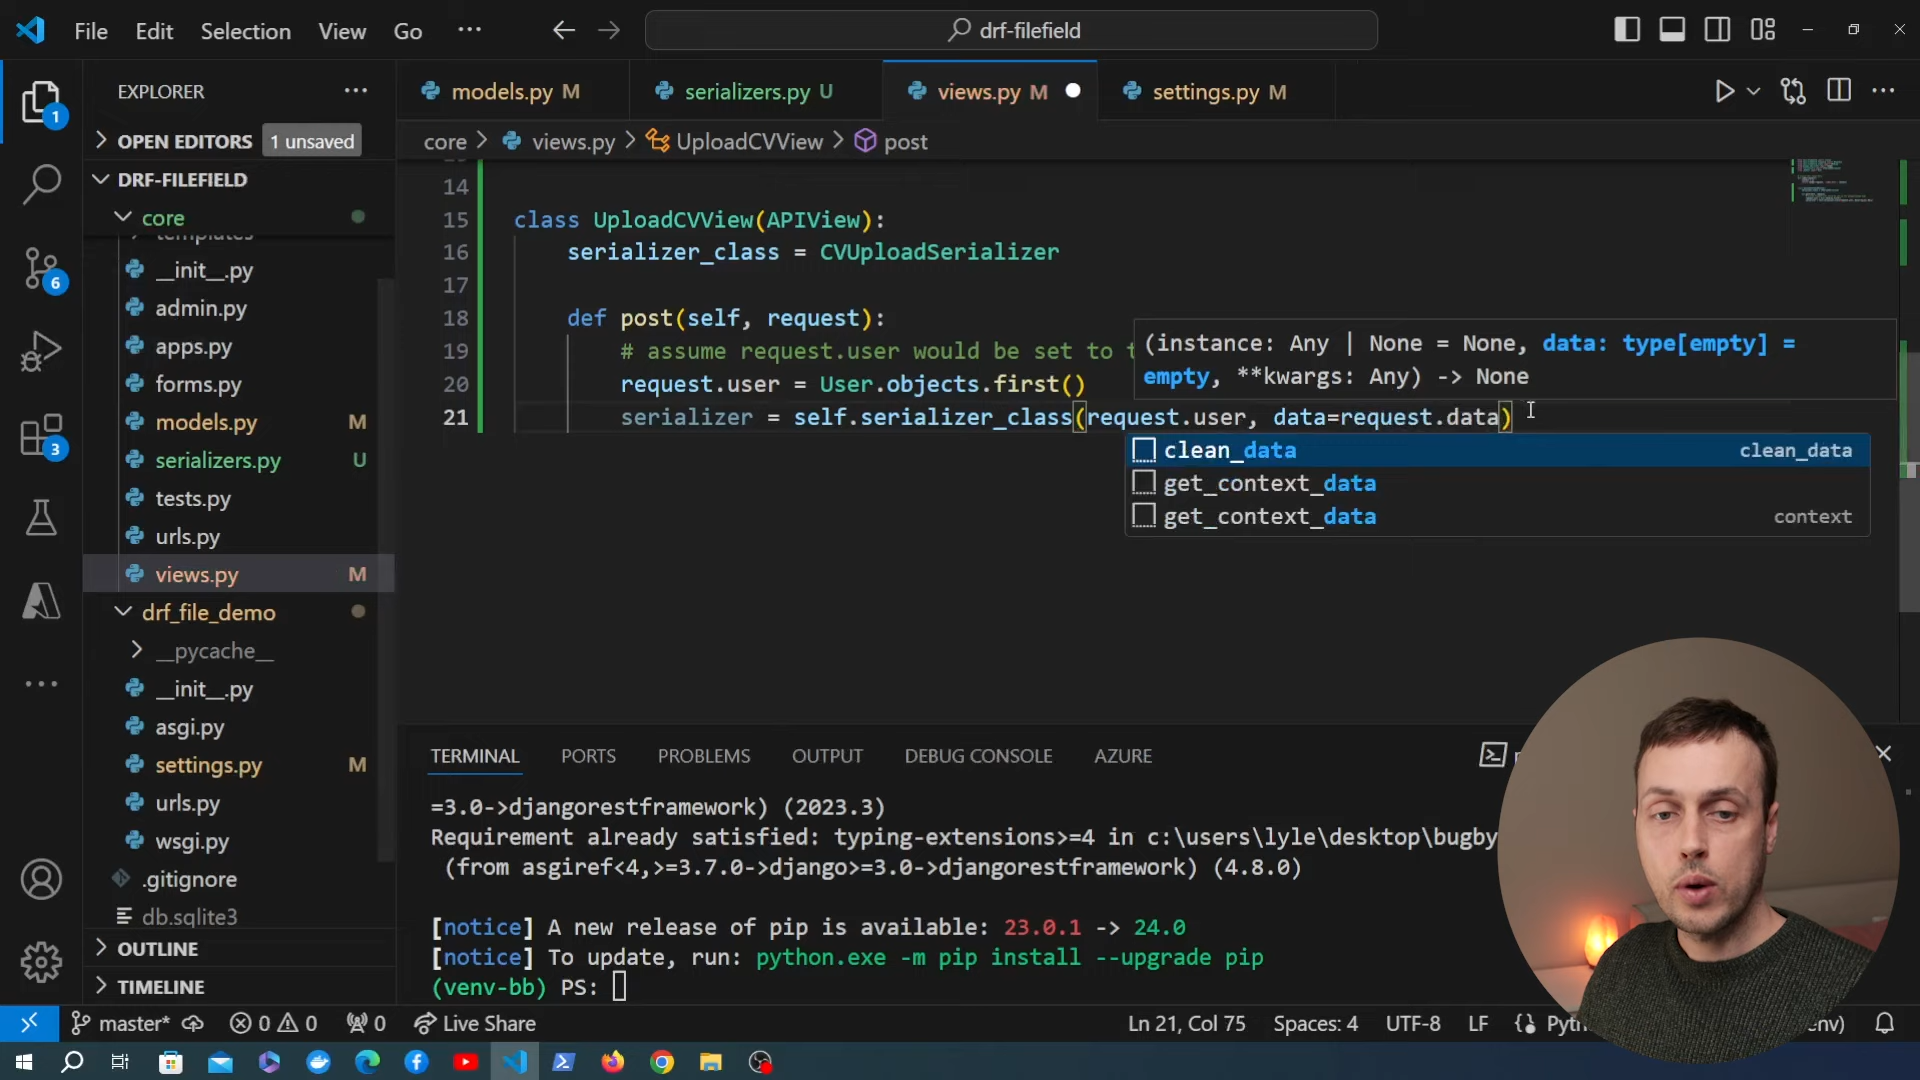 File Edit Selection View Go ··· drf-filefield
EXPLORER
models.py M serializers.py U views.py M settings.py M
OPEN EDITORS 1 unsaved
core > views.py > UploadCVView > post
DRF-FILEFIELD
core
templates
__init__.py
admin.py
apps.py
forms.py
models.py M
serializers.py U
tests.py
urls.py
views.py M
drf_file_demo
__pycache__
__init__.py
asgi.py
settings.py M
urls.py
wsgi.py
.gitignore
db.sqlite3
OUTLINE
TIMELINE
1
6
3
14
15 class UploadCVView(APIView):
16 serializer_class = CVUploadSerializer
17
18 def post(self, request):
19 # assume request.user would be set to t
20 request.user = User.objects.first()
21 serializer = self.serializer_class(request.user, data=request.data)
(instance: Any | None = None, data: type[empty] =
empty, **kwargs: Any) -> None
clean_data clean_data
get_context_data
get_context_data context
TERMINAL PORTS PROBLEMS OUTPUT DEBUG CONSOLE AZURE
=3.0->djangorestframework) (2023.3)
Requirement already satisfied: typing-extensions>=4 in c:\users\lyle\desktop\bugby
(from asgiref<4,>=3.7.0->django>=3.0->djangorestframework) (4.8.0)
[notice] A new release of pip is available: 23.0.1 -> 24.0
[notice] To update, run: python.exe -m pip install --upgrade pip
(venv-bb) PS:
master* 0 0 0 Live Share Ln 21, Col 75 Spaces: 4 UTF-8 LF